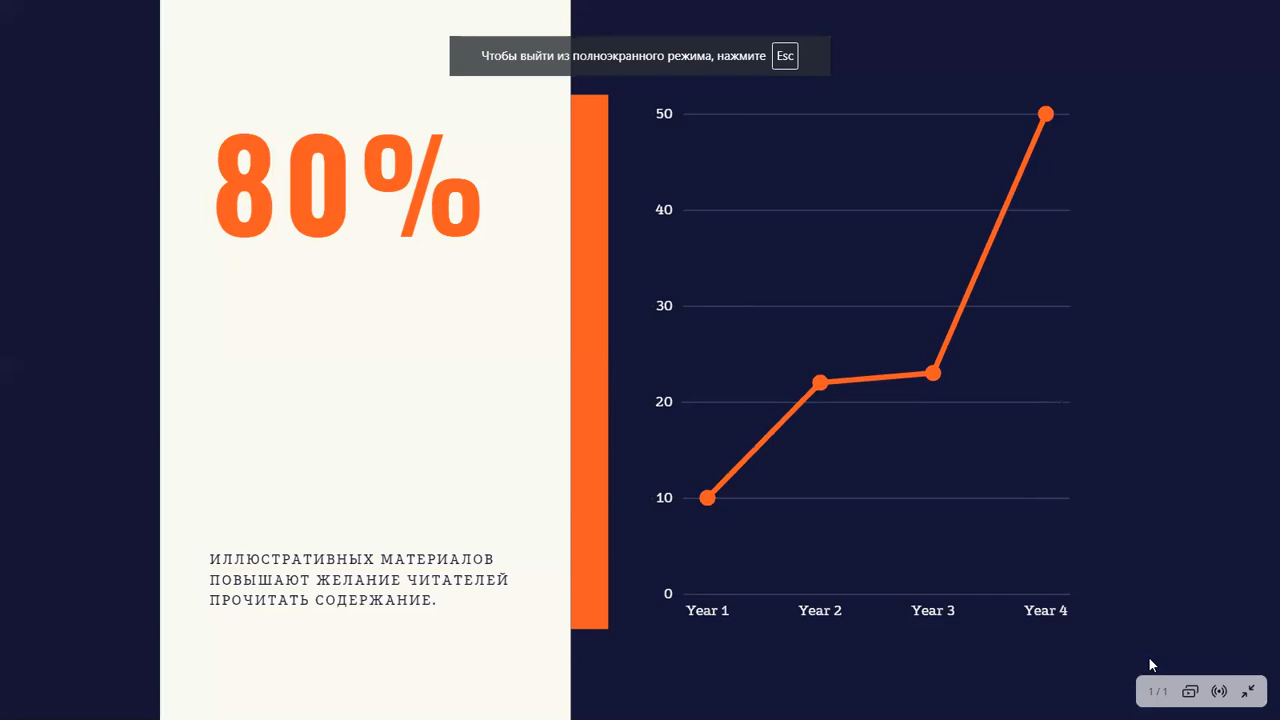 Чтобы выйти из полноэкранного режима, нажмите Esc
80%
ИЛЛЮСТРАТИВНЫХ МАТЕРИАЛОВ
ПОВЫШАЮТ ЖЕЛАНИЕ ЧИТАТЕЛЕЙ
ПРОЧИТАТЬ СОДЕРЖАНИЕ.
50
40
30
20
10
0
Year 1 Year 2 Year 3 Year 4
1 / 1